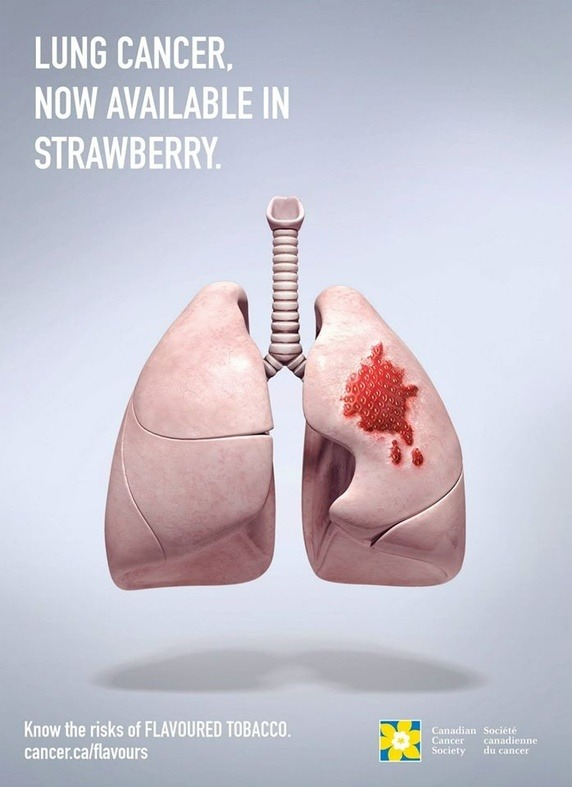 LUNG CANCER,
NOW AVAILABLE IN
STRAWBERRY.
Know the risks of FLAVOURED TOBACCO.
cancer.ca/flavours
Canadian
Cancer
Society
Société
canadienne
du cancer